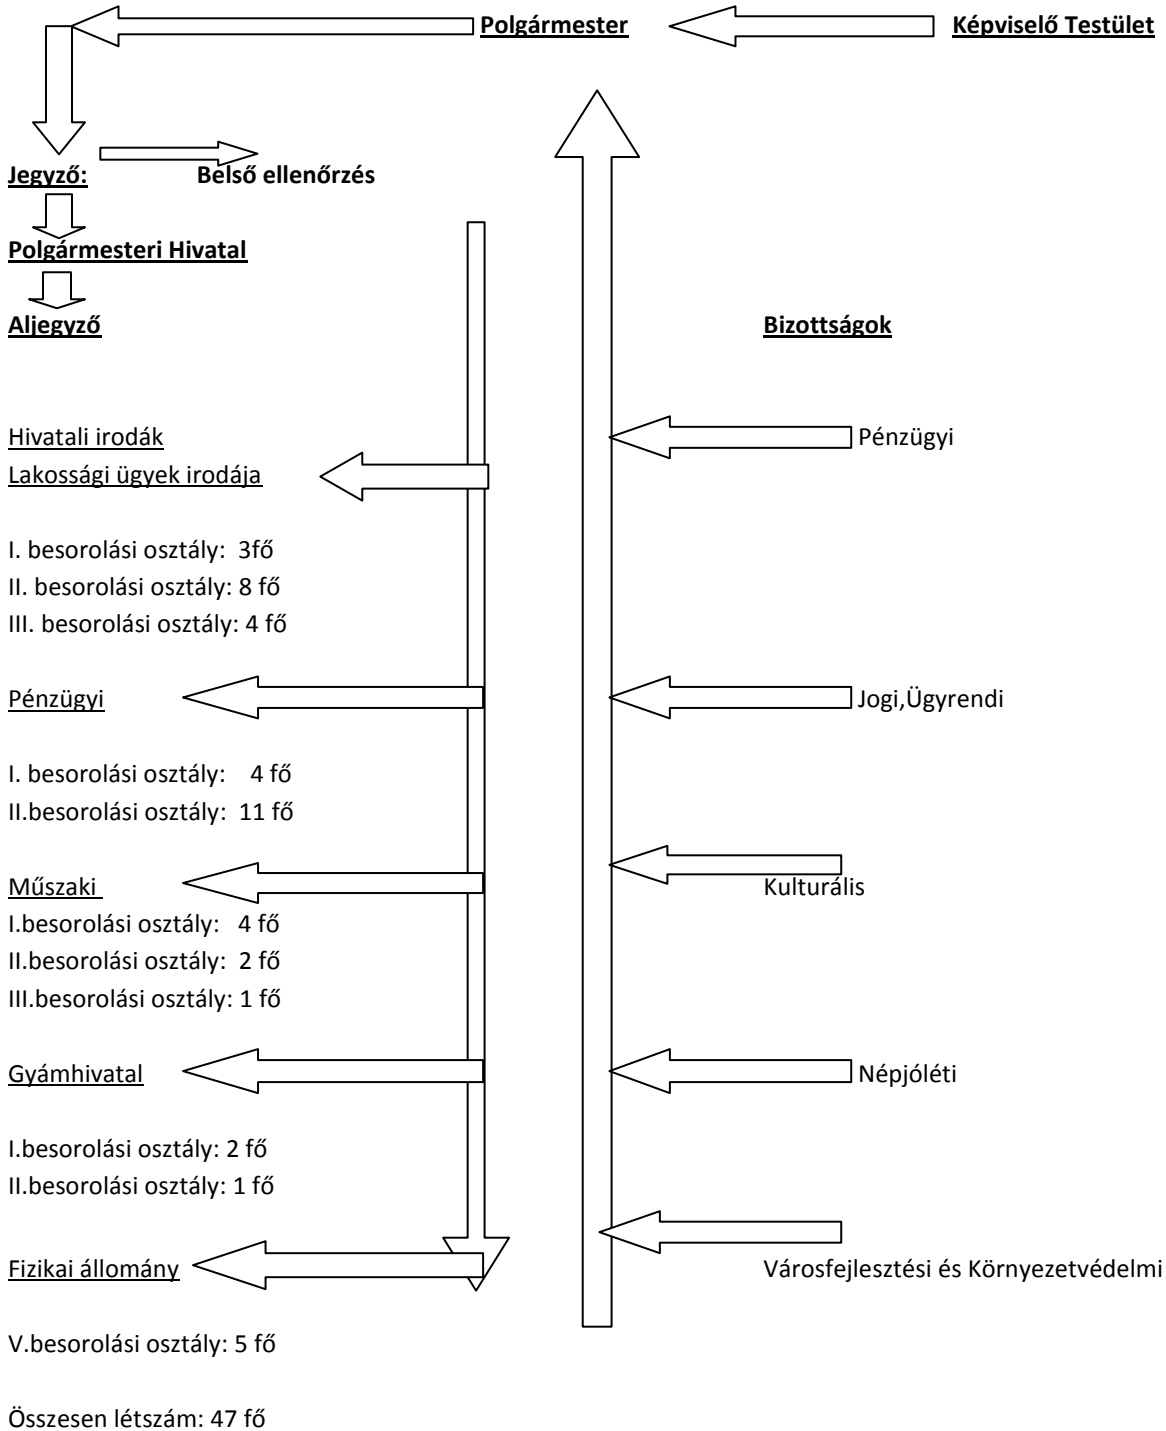 Polgármester
Képviselő Testület
Jegyző:
Belső ellenőrzés
Polgármesteri Hivatal
Aljegyző
Bizottságok
Hivatali irodák
Pénzügyi
Lakossági ügyek irodája
I. besorolási osztály:  3fő
II. besorolási osztály: 8 fő
III. besorolási osztály: 4 fő
Pénzügyi
Jogi,Ügyrendi
I. besorolási osztály:    4 fő
II.besorolási osztály:  11 fő
Műszaki
Kulturális
I.besorolási osztály:   4 fő
II.besorolási osztály:  2 fő
III.besorolási osztály: 1 fő
Gyámhivatal
Népjóléti
I.besorolási osztály: 2 fő
II.besorolási osztály: 1 fő
Fizikai állomány
Városfejlesztési és Környezetvédelmi
V.besorolási osztály: 5 fő
Összesen létszám: 47 fő